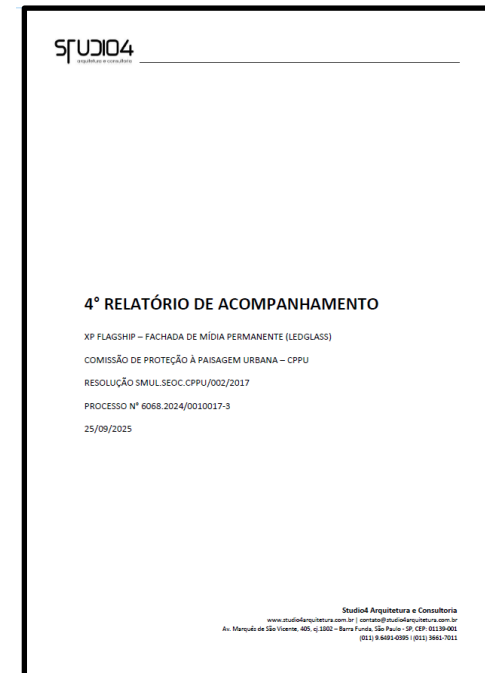 STUDIO4
arquitetura e consultoria
4° RELATÓRIO DE ACOMPANHAMENTO
XP FLAGSHIP – FACHADA DE MÍDIA PERMANENTE (LEDGLASS)
COMISSÃO DE PROTEÇÃO À PAISAGEM URBANA – CPPU
RESOLUÇÃO SMUL.SEOC.CPPU/002/2017
PROCESSO N° 6068.2024/0010017-3
25/09/2025
Studio4 Arquitetura e Consultoria
www.studio4arquitetura.com.br | contato@studio4arquitetura.com.br
Av. Marquês de São Vicente, 405, cj.1802 – Barra Funda, São Paulo - SP, CEP: 01139-001
(011) 9.6491-0395 I (011) 3661-7011